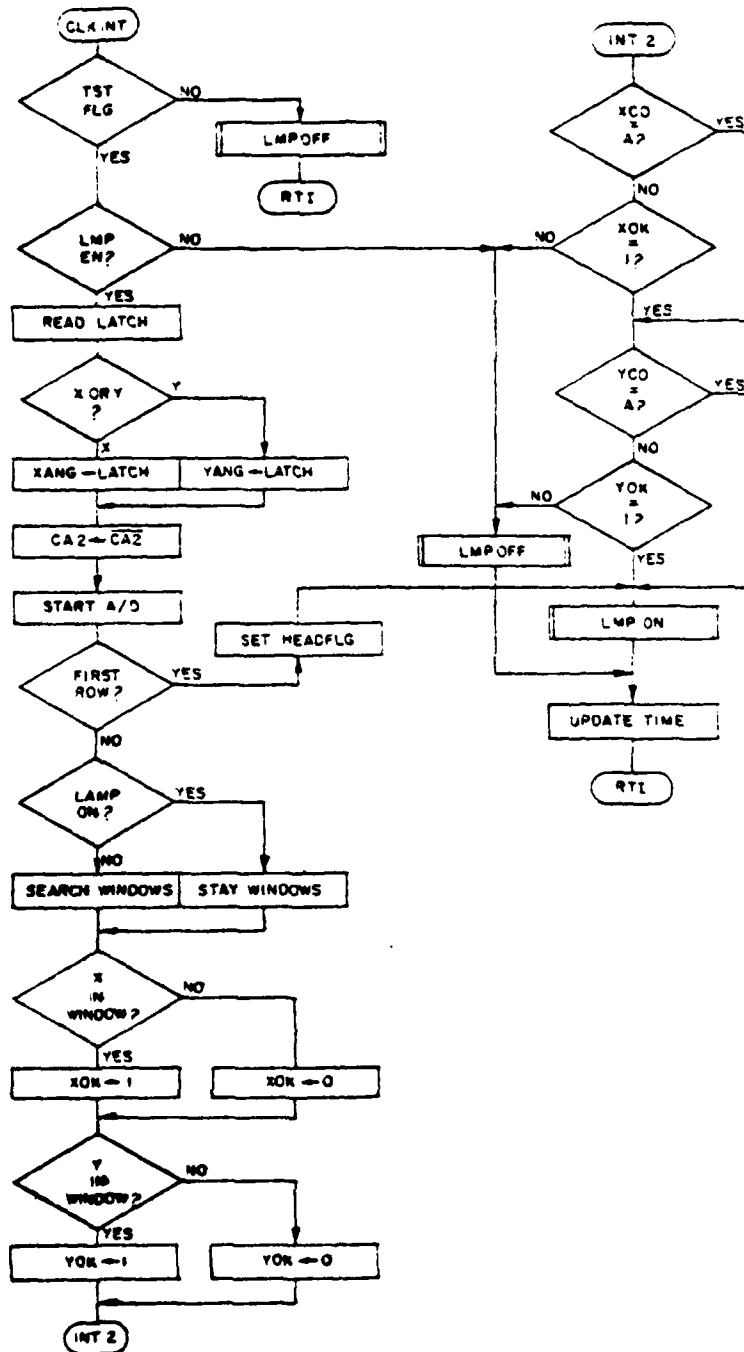 CLKINT
TST
FLG
NO
YES
LMPOFF
RTI
LMP
EN?
NO
YES
READ LATCH
X OR Y
?
Y
X
XANG←LATCH
YANG←LATCH
CA2←CA2
START A/D
SET HEADFLG
FIRST
ROW?
YES
NO
LAMP
ON?
YES
NO
SEARCH WINDOWS
STAY WINDOWS
X
IN
WINDOW?
NO
YES
XOK←1
XOK←0
Y
IN
WINDOW?
NO
YES
YOK←1
YOK←0
INT 2
INT 2
XCO
=
A?
YES
NO
XOK
=
1?
NO
YES
YCO
=
A?
YES
NO
YOK
=
1?
NO
YES
LMPOFF
LMP ON
UPDATE TIME
RTI